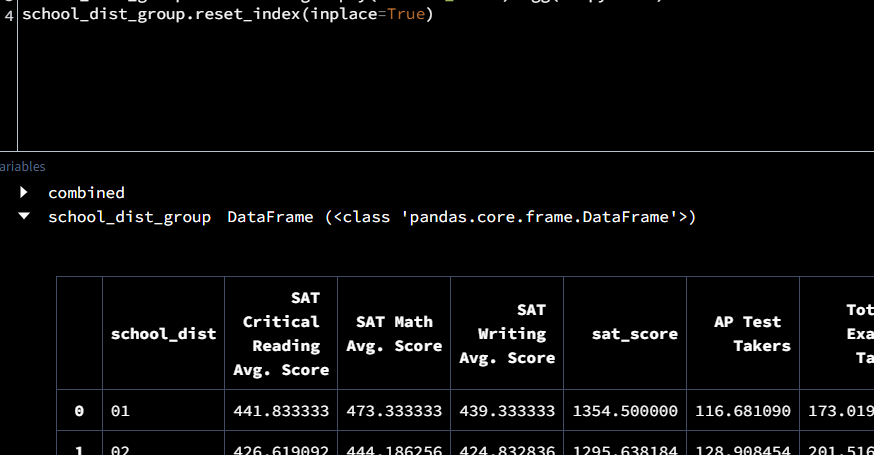 4 school_dist_group.reset_index(inplace=True)
ariables
combined
school_dist_group DataFrame (<class 'pandas.core.frame.DataFrame'>)
school_dist SAT Critical Reading Avg. Score SAT Math Avg. Score SAT Writing Avg. Score sat_score AP Test Takers Tot Exa Ta
0 01 441.833333 473.333333 439.333333 1354.500000 116.681090 173.019
1 02 426.619092 444.186256 424.832836 1295.638184 128.908454 201.516